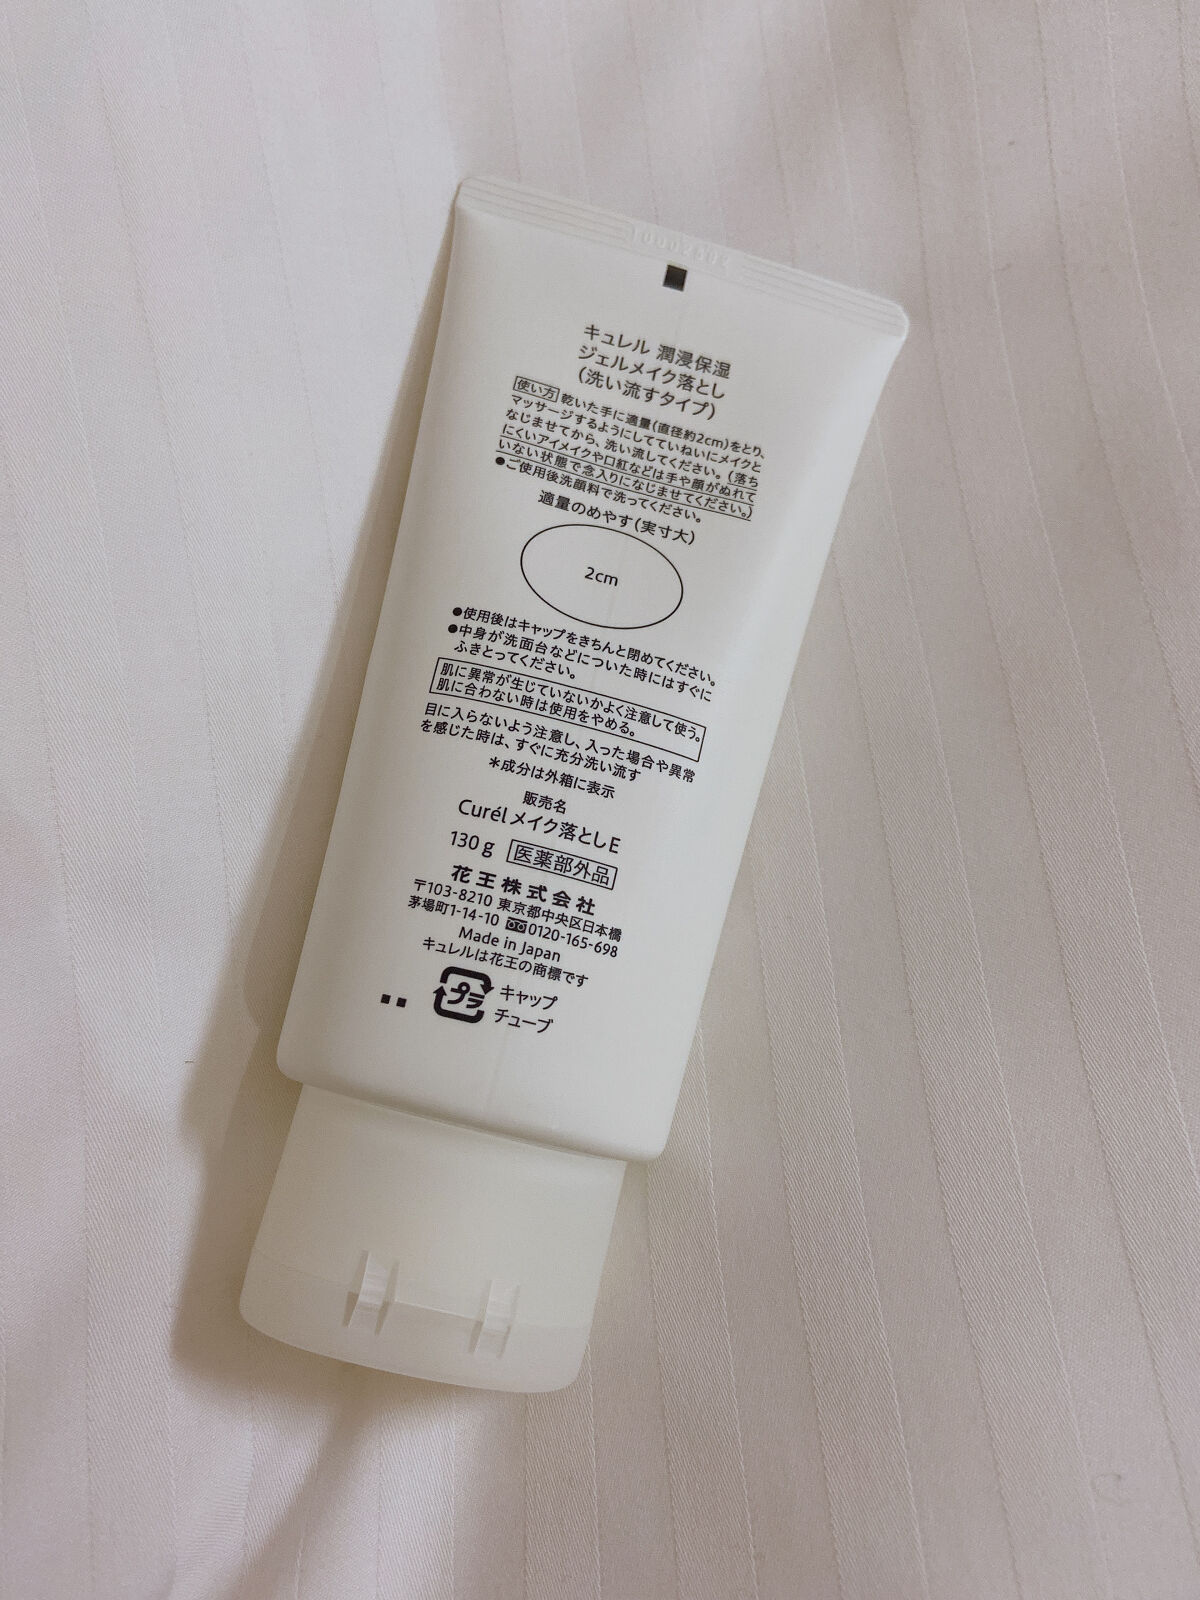 キュレル 潤浸保湿
ジェルメイク落とし
(洗い流すタイプ)
使い方 乾いた手に適量(直径約2cm)をとり、
マッサージするようにしてていねいにメイクと
なじませてから、洗い流してください。(落ち
にくいアイメイクや口紅などは手や顔がぬれて
いない状態で念入りになじませてください。)
●ご使用後洗顔料で洗ってください。
適量のめやす(実寸大)
2cm
●使用後はキャップをきちんと閉めてください。
●中身が洗面台などについた時にはすぐに
ふきとってください。
肌に異常が生じていないかよく注意して使う。
肌に合わない時は使用をやめる。
目に入らないよう注意し、入った場合や異常
を感じた時は、すぐに充分洗い流す
*成分は外箱に表示
販売名
Curél メイク落としE
130g 医薬部外品
花王株式会社
〒103-8210 東京都中央区日本橋
茅場町1-14-10 0120-165-698
Made in Japan
キュレルは花王の商標です
プラ キャップ
チューブ